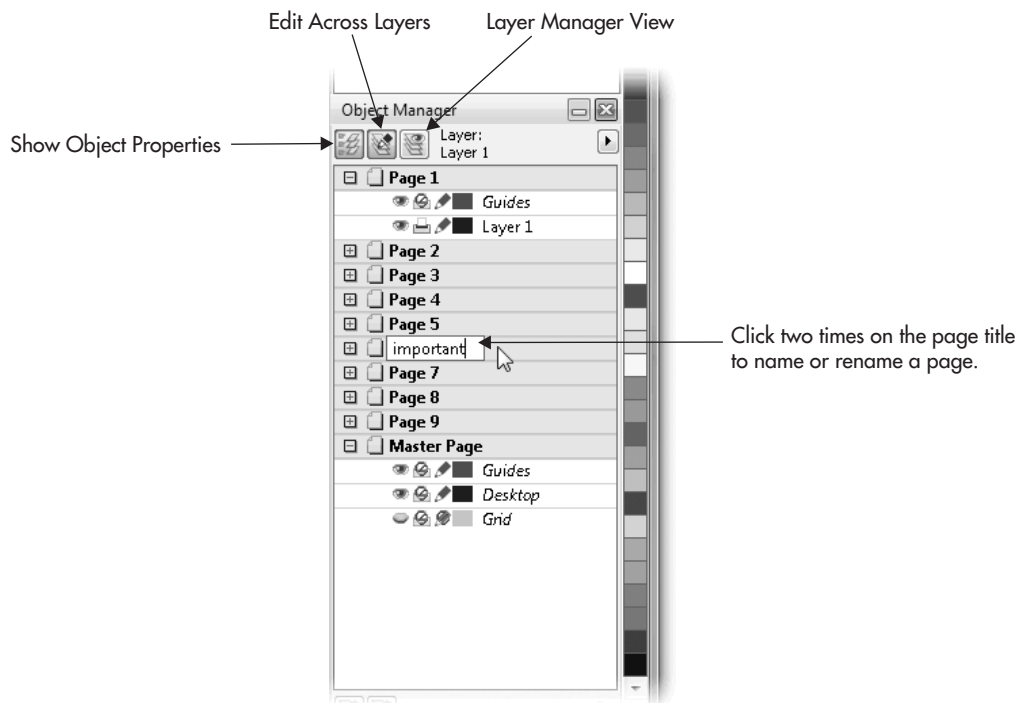 Edit Across Layers
Layer Manager View
Object Manager
Show Object Properties
Layer:
Layer 1
Page 1
Guides
Layer 1
Page 2
Page 3
Page 4
Page 5
important
Click two times on the page title
to name or rename a page.
Page 7
Page 8
Page 9
Master Page
Guides
Desktop
Grid